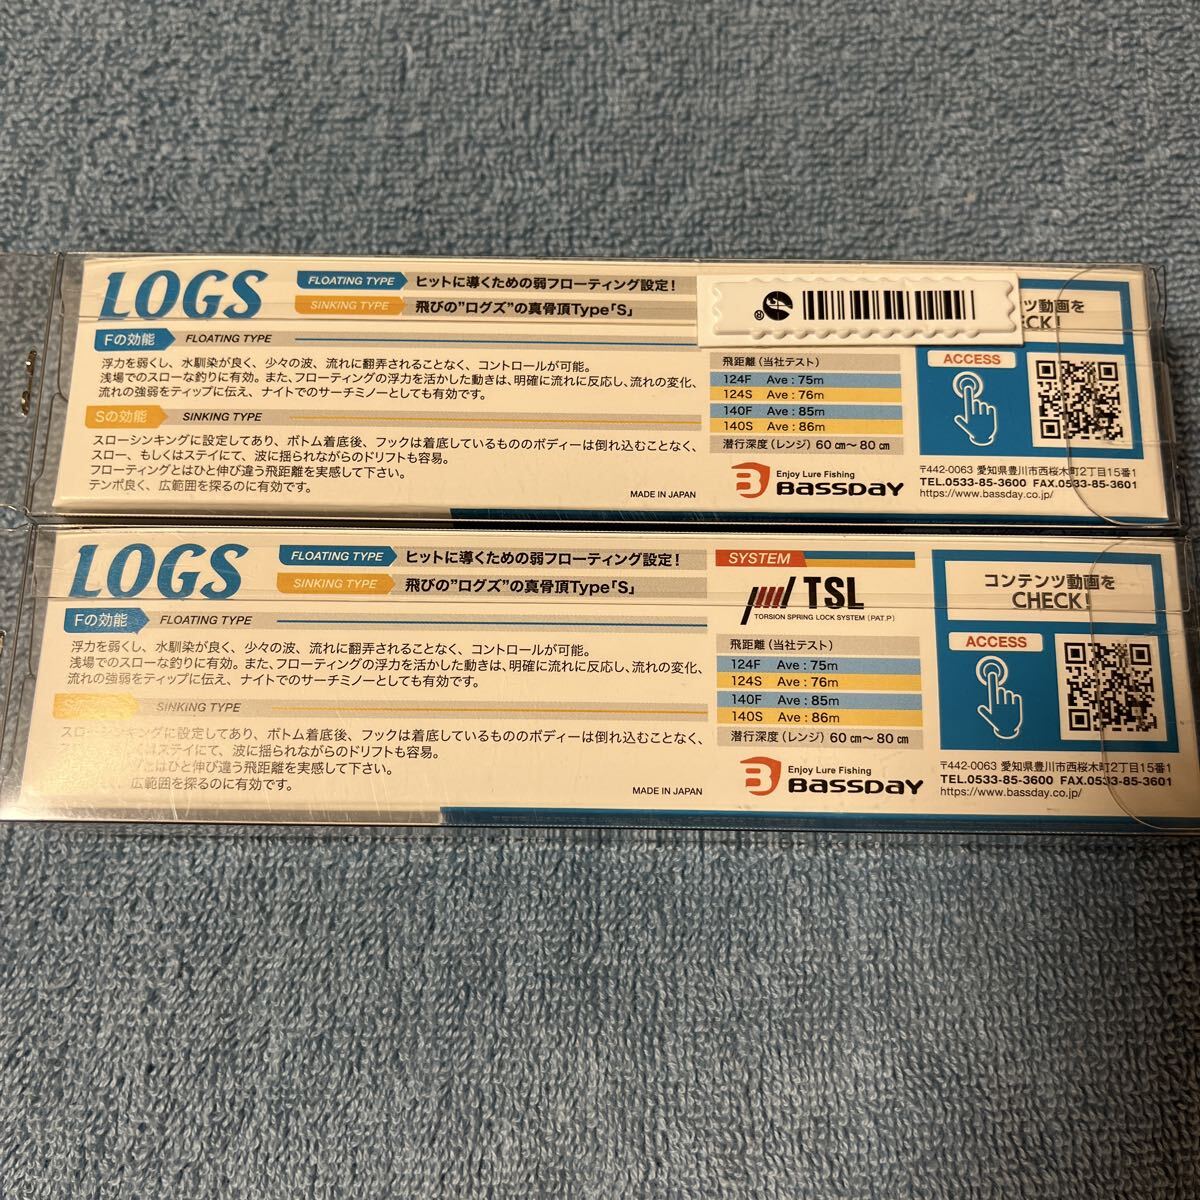 LOGS
FLOATING TYPE ヒットに導くための弱フローティング設定！
SINKING TYPE 飛びの”ログズ”の真骨頂Type「S」
Fの効能 FLOATING TYPE
浮力を弱くし、水馴染が良く、少々の波、流れに翻弄されることなく、コントロールが可能。
浅場でのスローな釣りに有効。また、フローティングの浮力を活かした動きは、明確に流れに反応し、流れの変化、
流れの強弱をティップに伝え、ナイトでのサーチミノーとしても有効です。
Sの効能 SINKING TYPE
スローシンキングに設定してあり、ボトム着底後、フックは着底しているもののボディーは倒れ込むことなく、
スロー、もしくはステイにて、波に揺られながらのドリフトも容易。
フローティングとはひと伸び違う飛距離を実感して下さい。
テンポ良く、広範囲を探るのに有効です。
MADE IN JAPAN
®
飛距離（当社テスト）
124F Ave : 75m
124S Ave : 76m
140F Ave : 85m
140S Ave : 86m
潜行深度（レンジ）60㎝〜80㎝
Enjoy Lure Fishing
BASSDAY
ンツ動画を
ECK!
ACCESS
〒442-0063 愛知県豊川市西桜木町2丁目15番1
TEL.0533-85-3600 FAX.0533-85-3601
https://www.bassday.co.jp/
LOGS
FLOATING TYPE ヒットに導くための弱フローティング設定！
SINKING TYPE 飛びの”ログズ”の真骨頂Type「S」
Fの効能 FLOATING TYPE
浮力を弱くし、水馴染が良く、少々の波、流れに翻弄されることなく、コントロールが可能。
浅場でのスローな釣りに有効。また、フローティングの浮力を活かした動きは、明確に流れに反応し、流れの変化、
流れの強弱をティップに伝え、ナイトでのサーチミノーとしても有効です。
SINKING TYPE
スローシンキングに設定してあり、ボトム着底後、フックは着底しているもののボディーは倒れ込むことなく、
くはステイにて、波に揺られながらのドリフトも容易。
とはひと伸び違う飛距離を実感して下さい。
広範囲を探るのに有効です。
MADE IN JAPAN
SYSTEM
TSL
TORSION SPRING LOCK SYSTEM (PAT.P)
飛距離（当社テスト）
124F Ave : 75m
124S Ave : 76m
140F Ave : 85m
140S Ave : 86m
潜行深度（レンジ）60㎝〜80㎝
Enjoy Lure Fishing
BASSDAY
コンテンツ動画を
CHECK!
ACCESS
〒442-0063 愛知県豊川市西桜木町2丁目15番1
TEL.0533-85-3600 FAX.0533-85-3601
https://www.bassday.co.jp/